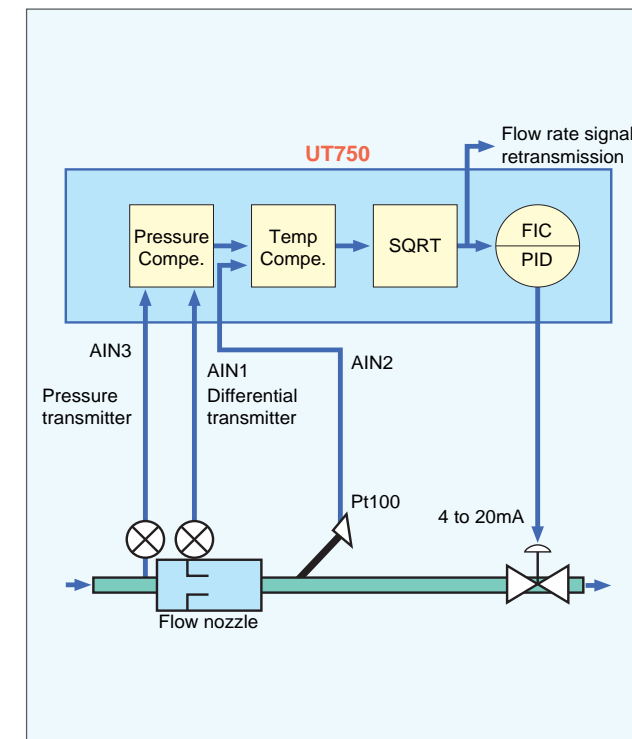 Flow rate signal
retransmission
UT750
Pressure
Compe.
Temp
Compe.
SQRT
FIC
PID
AIN3
Pressure
transmitter
AIN1
Differential
transmitter
AIN2
Pt100
4 to 20mA
Flow nozzle